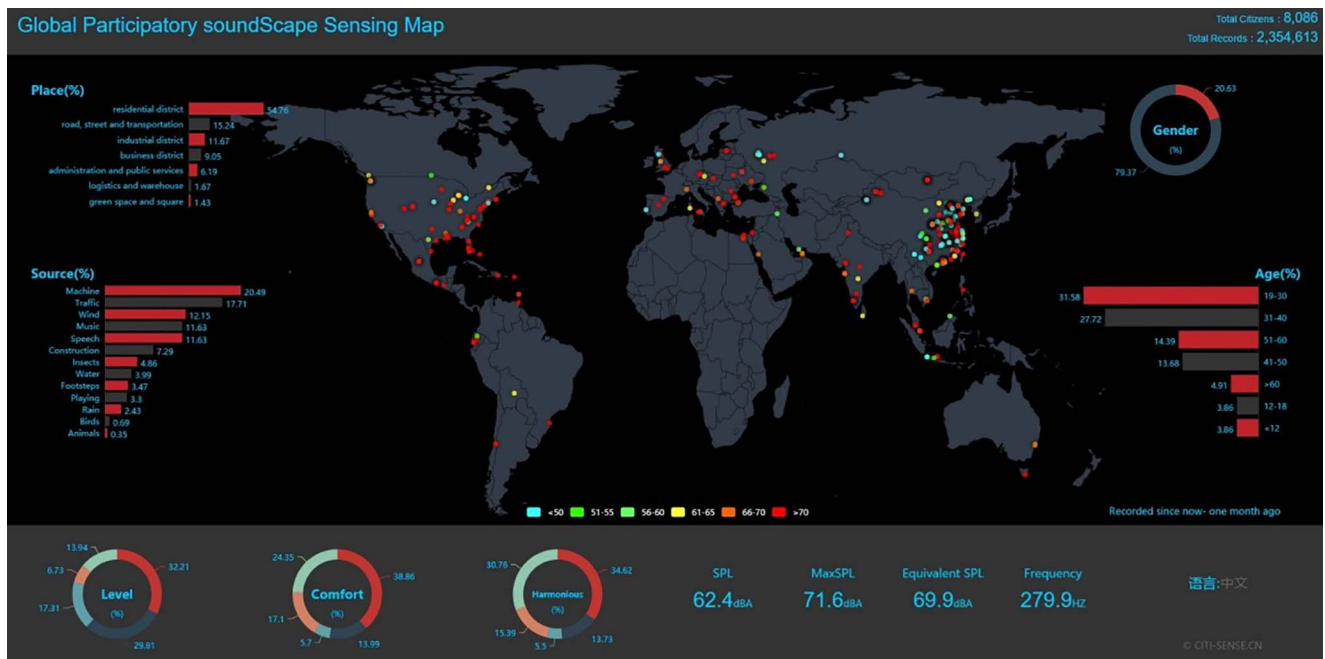 Global Participatory soundScape Sensing Map
Total Citizens : 8,086
Total Records : 2,354,613
Place(%)
residential district 54.76
road, street and transportation 15.24
industrial district 11.67
business district 9.05
administration and public services 6.19
logistics and warehouse 1.67
green space and square 1.43
Source(%)
Machine 20.49
Traffic 17.71
Wind 12.15
Music 11.63
Speech 11.63
Construction 7.29
Insects 4.86
Water 3.99
Footsteps 3.47
Playing 3.3
Rain 2.43
Birds 0.69
Animals 0.35
20.63
Gender
(%)
79.37
Age(%)
31.58 19-30
27.72 31-40
14.39 51-60
13.68 41-50
4.91 >60
3.86 12-18
3.86 <12
<50 51-55 56-60 61-65 66-70 >70
Recorded since now- one month ago
13.94
32.21
6.73
Level
(%)
17.31
29.81
24.35
38.86
Comfort
(%)
17.1
5.7
13.99
30.76
34.62
Harmonious
(%)
15.39
5.5
13.73
SPL
62.4dBA
MaxSPL
71.6dBA
Equivalent SPL
69.9dBA
Frequency
279.9HZ
语言:中文
© CITI-SENSE.CN